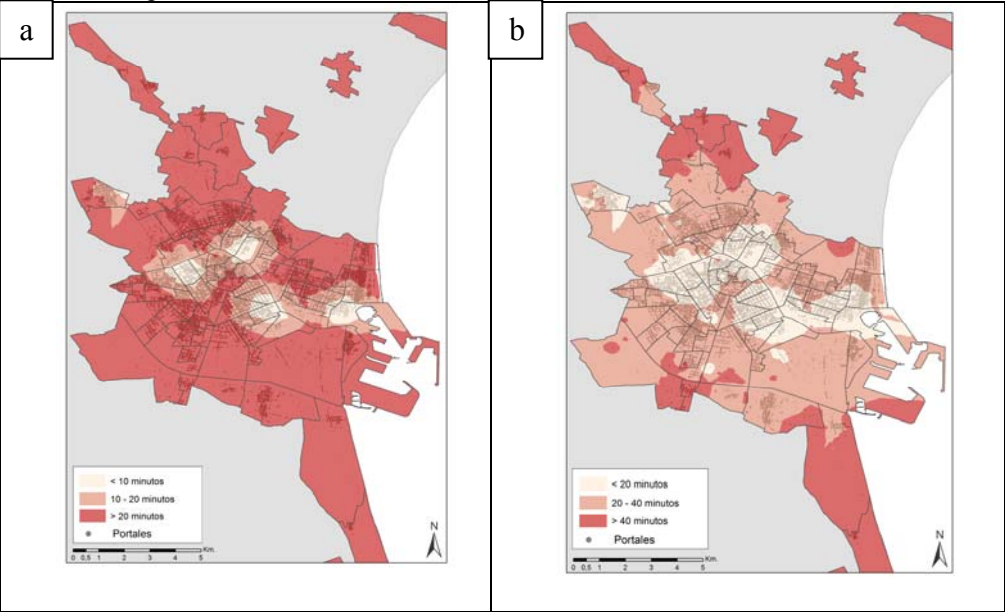 a
< 10 minutos
10 - 20 minutos
> 20 minutos
Portales
0 0,5 1 2 3 4 5 Km.
N
b
< 20 minutos
20 - 40 minutos
> 40 minutos
Portales
0 0,5 1 2 3 4 5 Km.
N